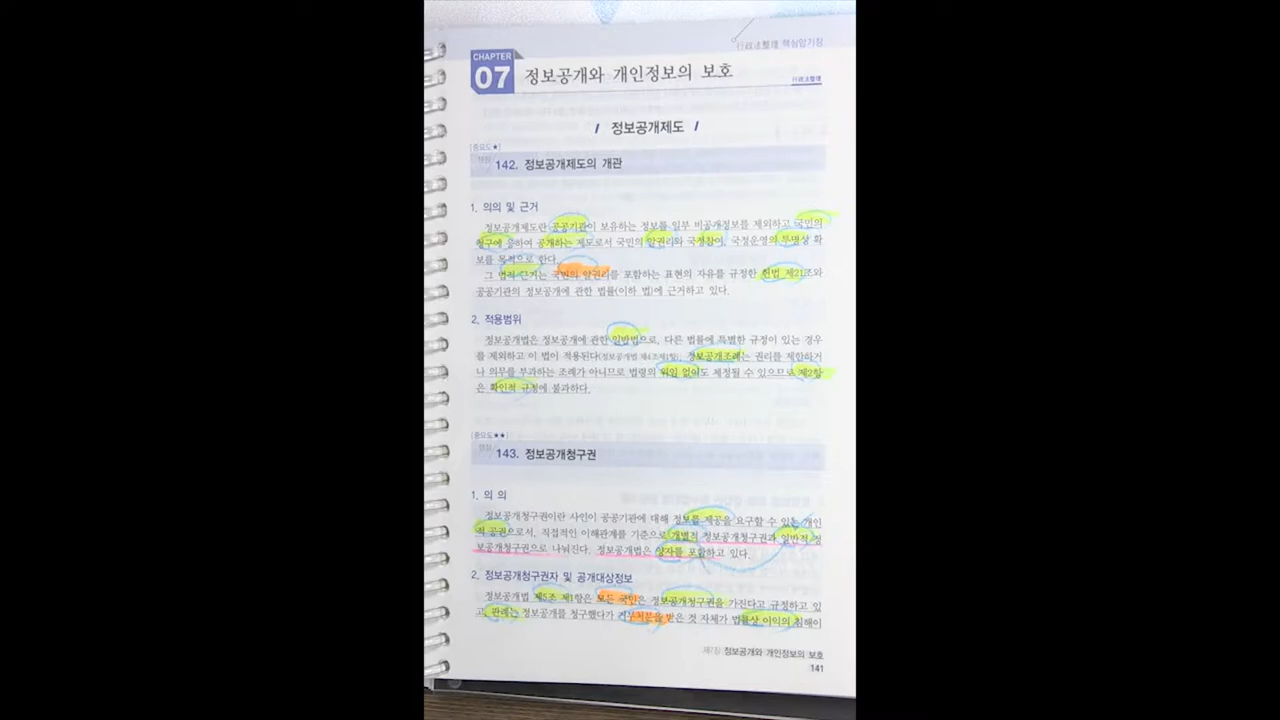 行政法整理 핵심암기장
CHAPTER
07 정보공개와 개인정보의 보호
行政法整理
/ 정보공개제도 /
[중요도★]
142. 정보공개제도의 개관
1. 의의 및 근거
정보공개제도란 공공기관이 보유하는 정보를 일부 비공개정보를 제외하고 국민의
청구에 응하여 공개하는 제도로서 국민의 알권리와 국정참여, 국정운영의 투명성 확
보를 목적으로 한다.
그 법적 근거는 국민의 알권리를 포함하는 표현의 자유를 규정한 헌법 제21조와
공공기관의 정보공개에 관한 법률(이하 법)에 근거하고 있다.
2. 적용범위
정보공개법은 정보공개에 관한 일반법으로, 다른 법률에 특별한 규정이 있는 경우
를 제외하고 이 법이 적용된다(정보공개법 제4조제1항). 정보공개조례는 권리를 제한하거
나 의무를 부과하는 조례가 아니므로 법령의 위임 없이도 제정될 수 있으므로 제2항
은 확인적 규정에 불과하다.
[중요도★★]
143. 정보공개청구권
1. 의 의
정보공개청구권이란 사인이 공공기관에 대해 정보를 제공을 요구할 수 있는 개인
적 공권으로서, 직접적인 이해관계를 기준으로 개별적 정보공개청구권과 일반적 정
보공개청구권으로 나눠진다. 정보공개법은 양자를 포함하고 있다.
2. 정보공개청구권자 및 공개대상정보
정보공개법 제5조 제1항은 모든 국민은 정보공개청구권을 가진다고 규정하고 있
고, 판례는 정보공개를 청구했다가 거부처분을 받은 것 자체가 법률상 이익의 침해이
제7장 정보공개와 개인정보의 보호
141